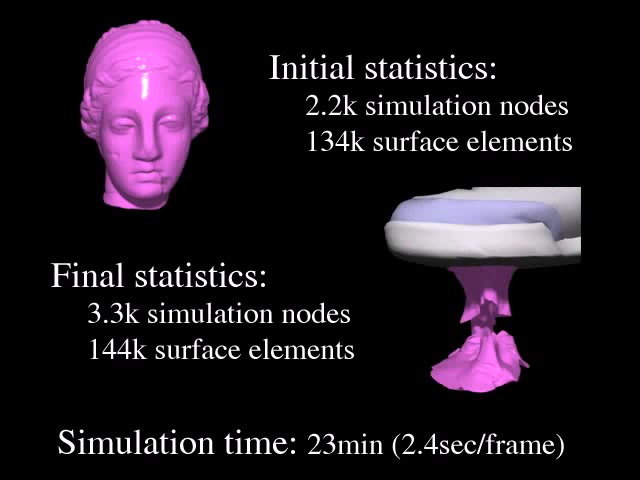 Initial statistics:
2.2k simulation nodes
134k surface elements
Final statistics:
3.3k simulation nodes
144k surface elements
Simulation time: 23min (2.4sec/frame)